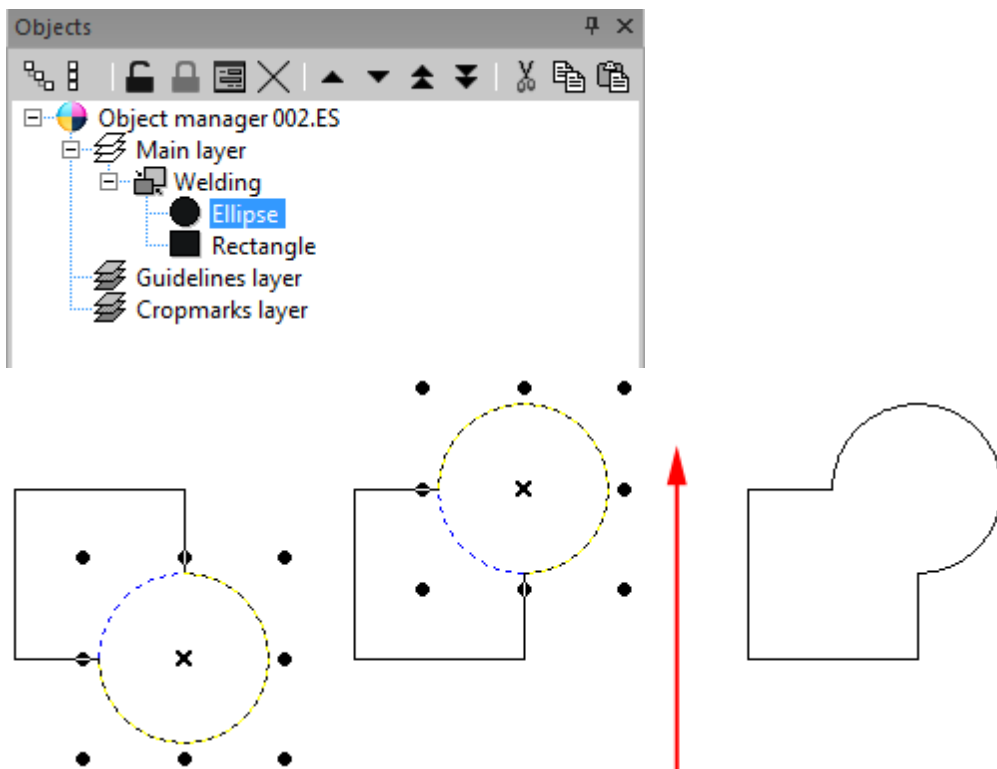 Objects
Object manager 002.ES
Main layer
Welding
Ellipse
Rectangle
Guidelines layer
Cropmarks layer